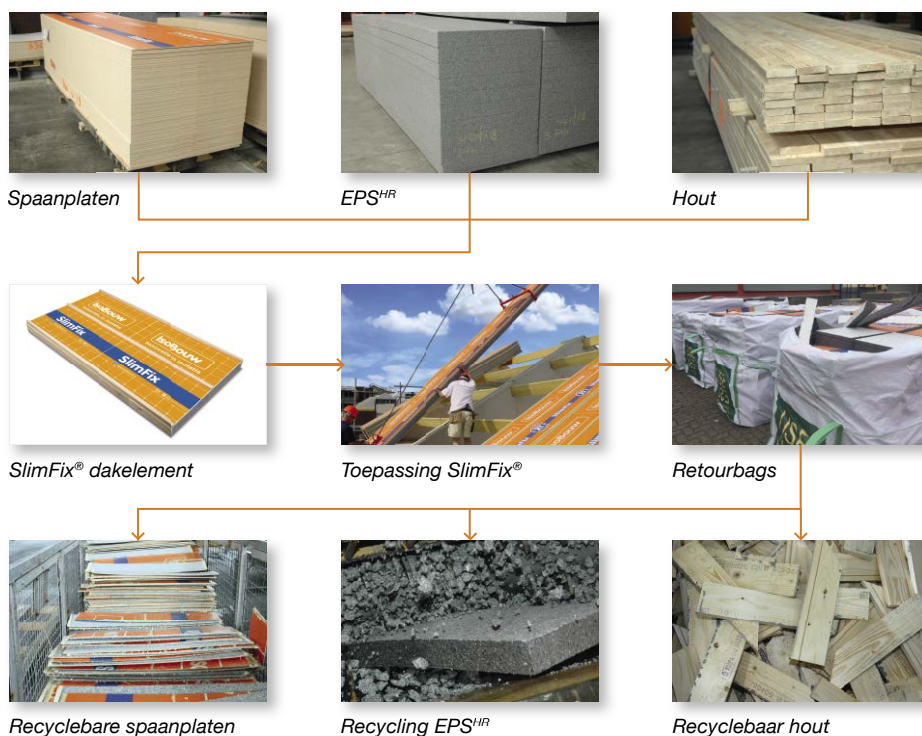 Spaanplaten
EPSᴴᴿ
Hout
IsoBouw
IsoBouw
SlimFix
SlimFix
SlimFix® dakelement
Toepassing SlimFix®
Retourbags
Recyclebare spaanplaten
Recycling EPSᴴᴿ
Recyclebaar hout